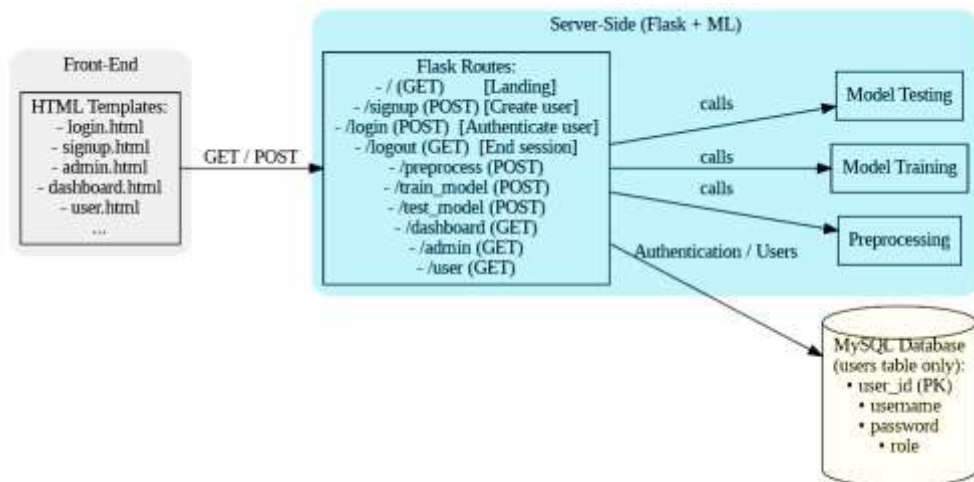 Server-Side (Flask + ML)
Front-End
HTML Templates:
- login.html
- signup.html
- admin.html
- dashboard.html
- user.html
...
GET / POST
Flask Routes:
- / (GET) [Landing]
- /signup (POST) [Create user]
- /login (POST) [Authenticate user]
- /logout (GET) [End session]
- /preprocess (POST)
- /train_model (POST)
- /test_model (POST)
- /dashboard (GET)
- /admin (GET)
- /user (GET)
calls
Model Testing
calls
Model Training
calls
Preprocessing
Authentication / Users
MySQL Database
(users table only):
• user_id (PK)
• username
• password
• role